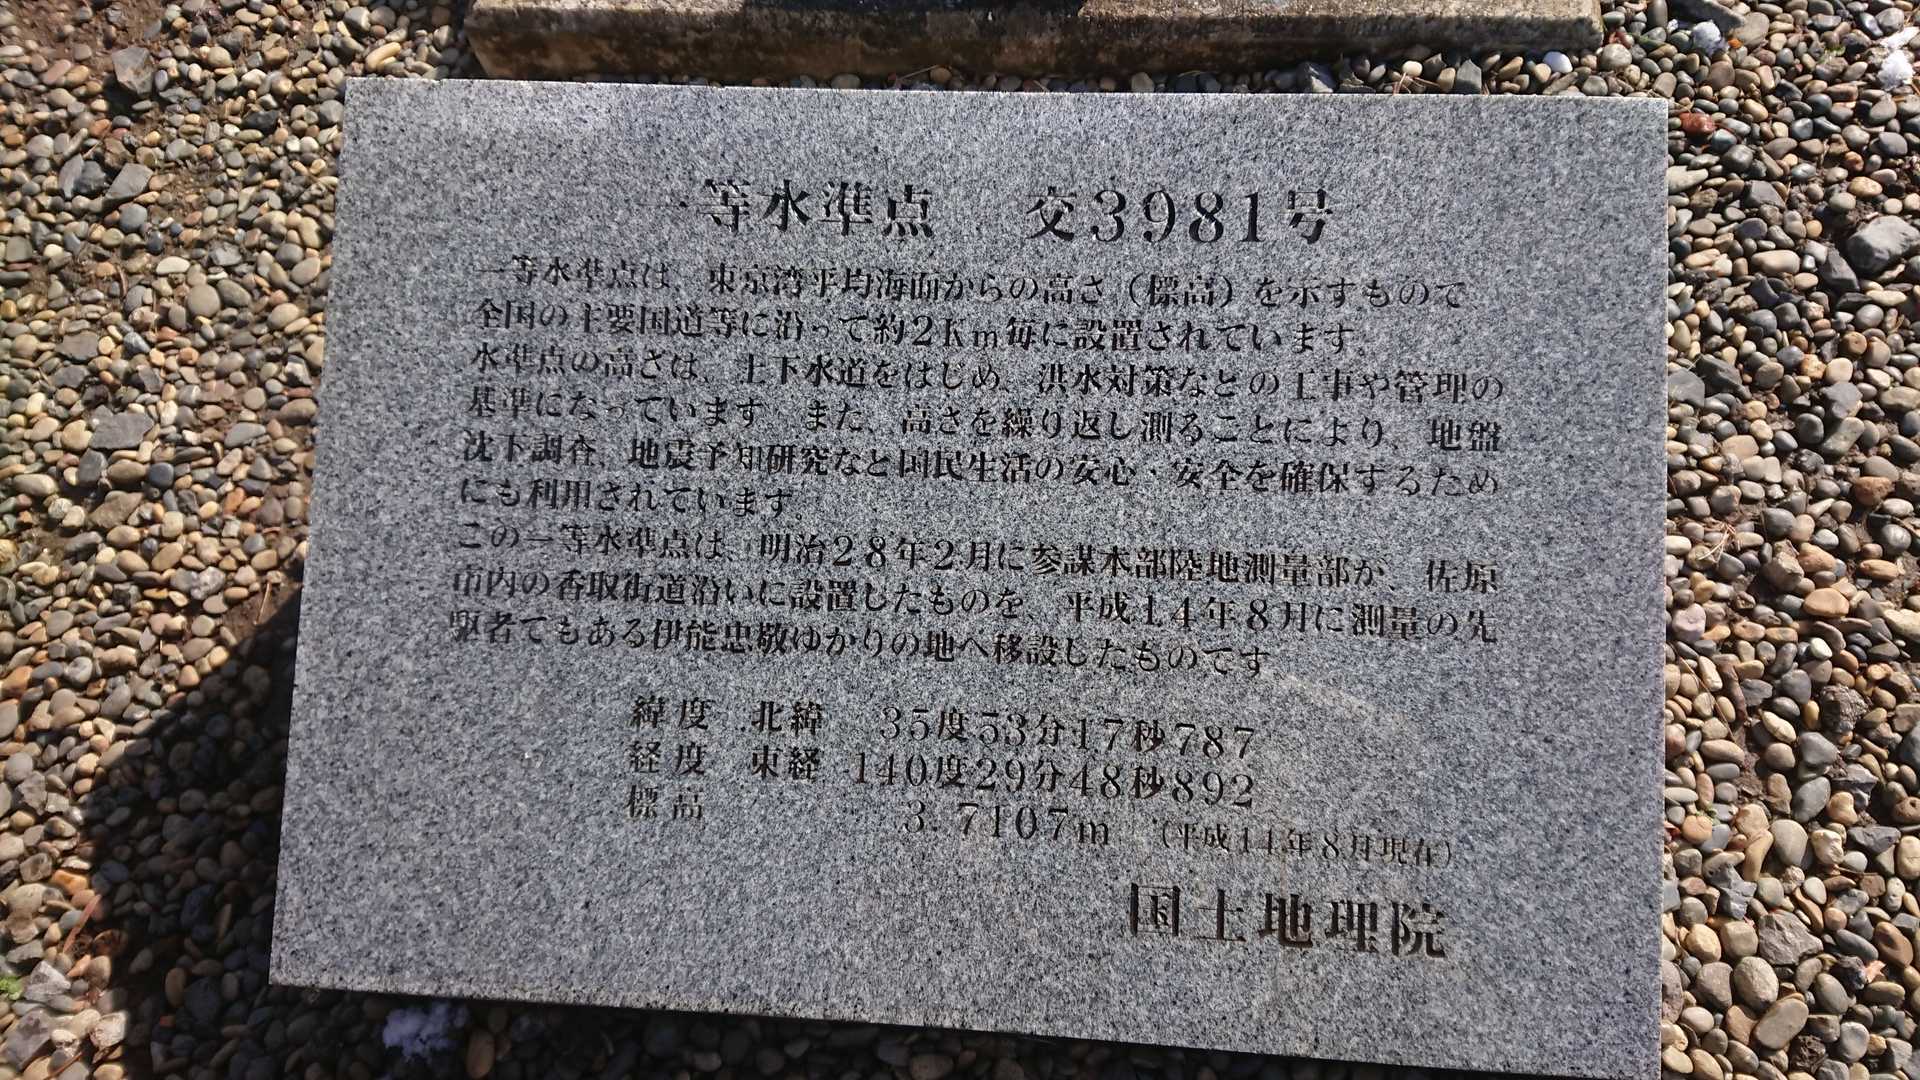 一等水準点　交3981号
一等水準点は、東京湾平均海面からの高さ（標高）を示すもので
全国の主要国道等に沿って約2Km毎に設置されています。
水準点の高さは、上下水道をはじめ、洪水対策などの工事や管理の
基準になっています。また、高さを繰り返し測ることにより、地盤
沈下調査、地震予知研究など国民生活の安心・安全を確保するため
にも利用されています。
この一等水準点は、明治28年2月に参謀本部陸地測量部が、佐原
市内の香取街道沿いに設置したものを、平成14年8月に測量の先
駆者でもある伊能忠敬ゆかりの地へ移設したものです
緯度　北緯　35度53分17秒787
経度　東経　140度29分48秒892
標高　3.7107m　（平成14年8月現在）
国土地理院